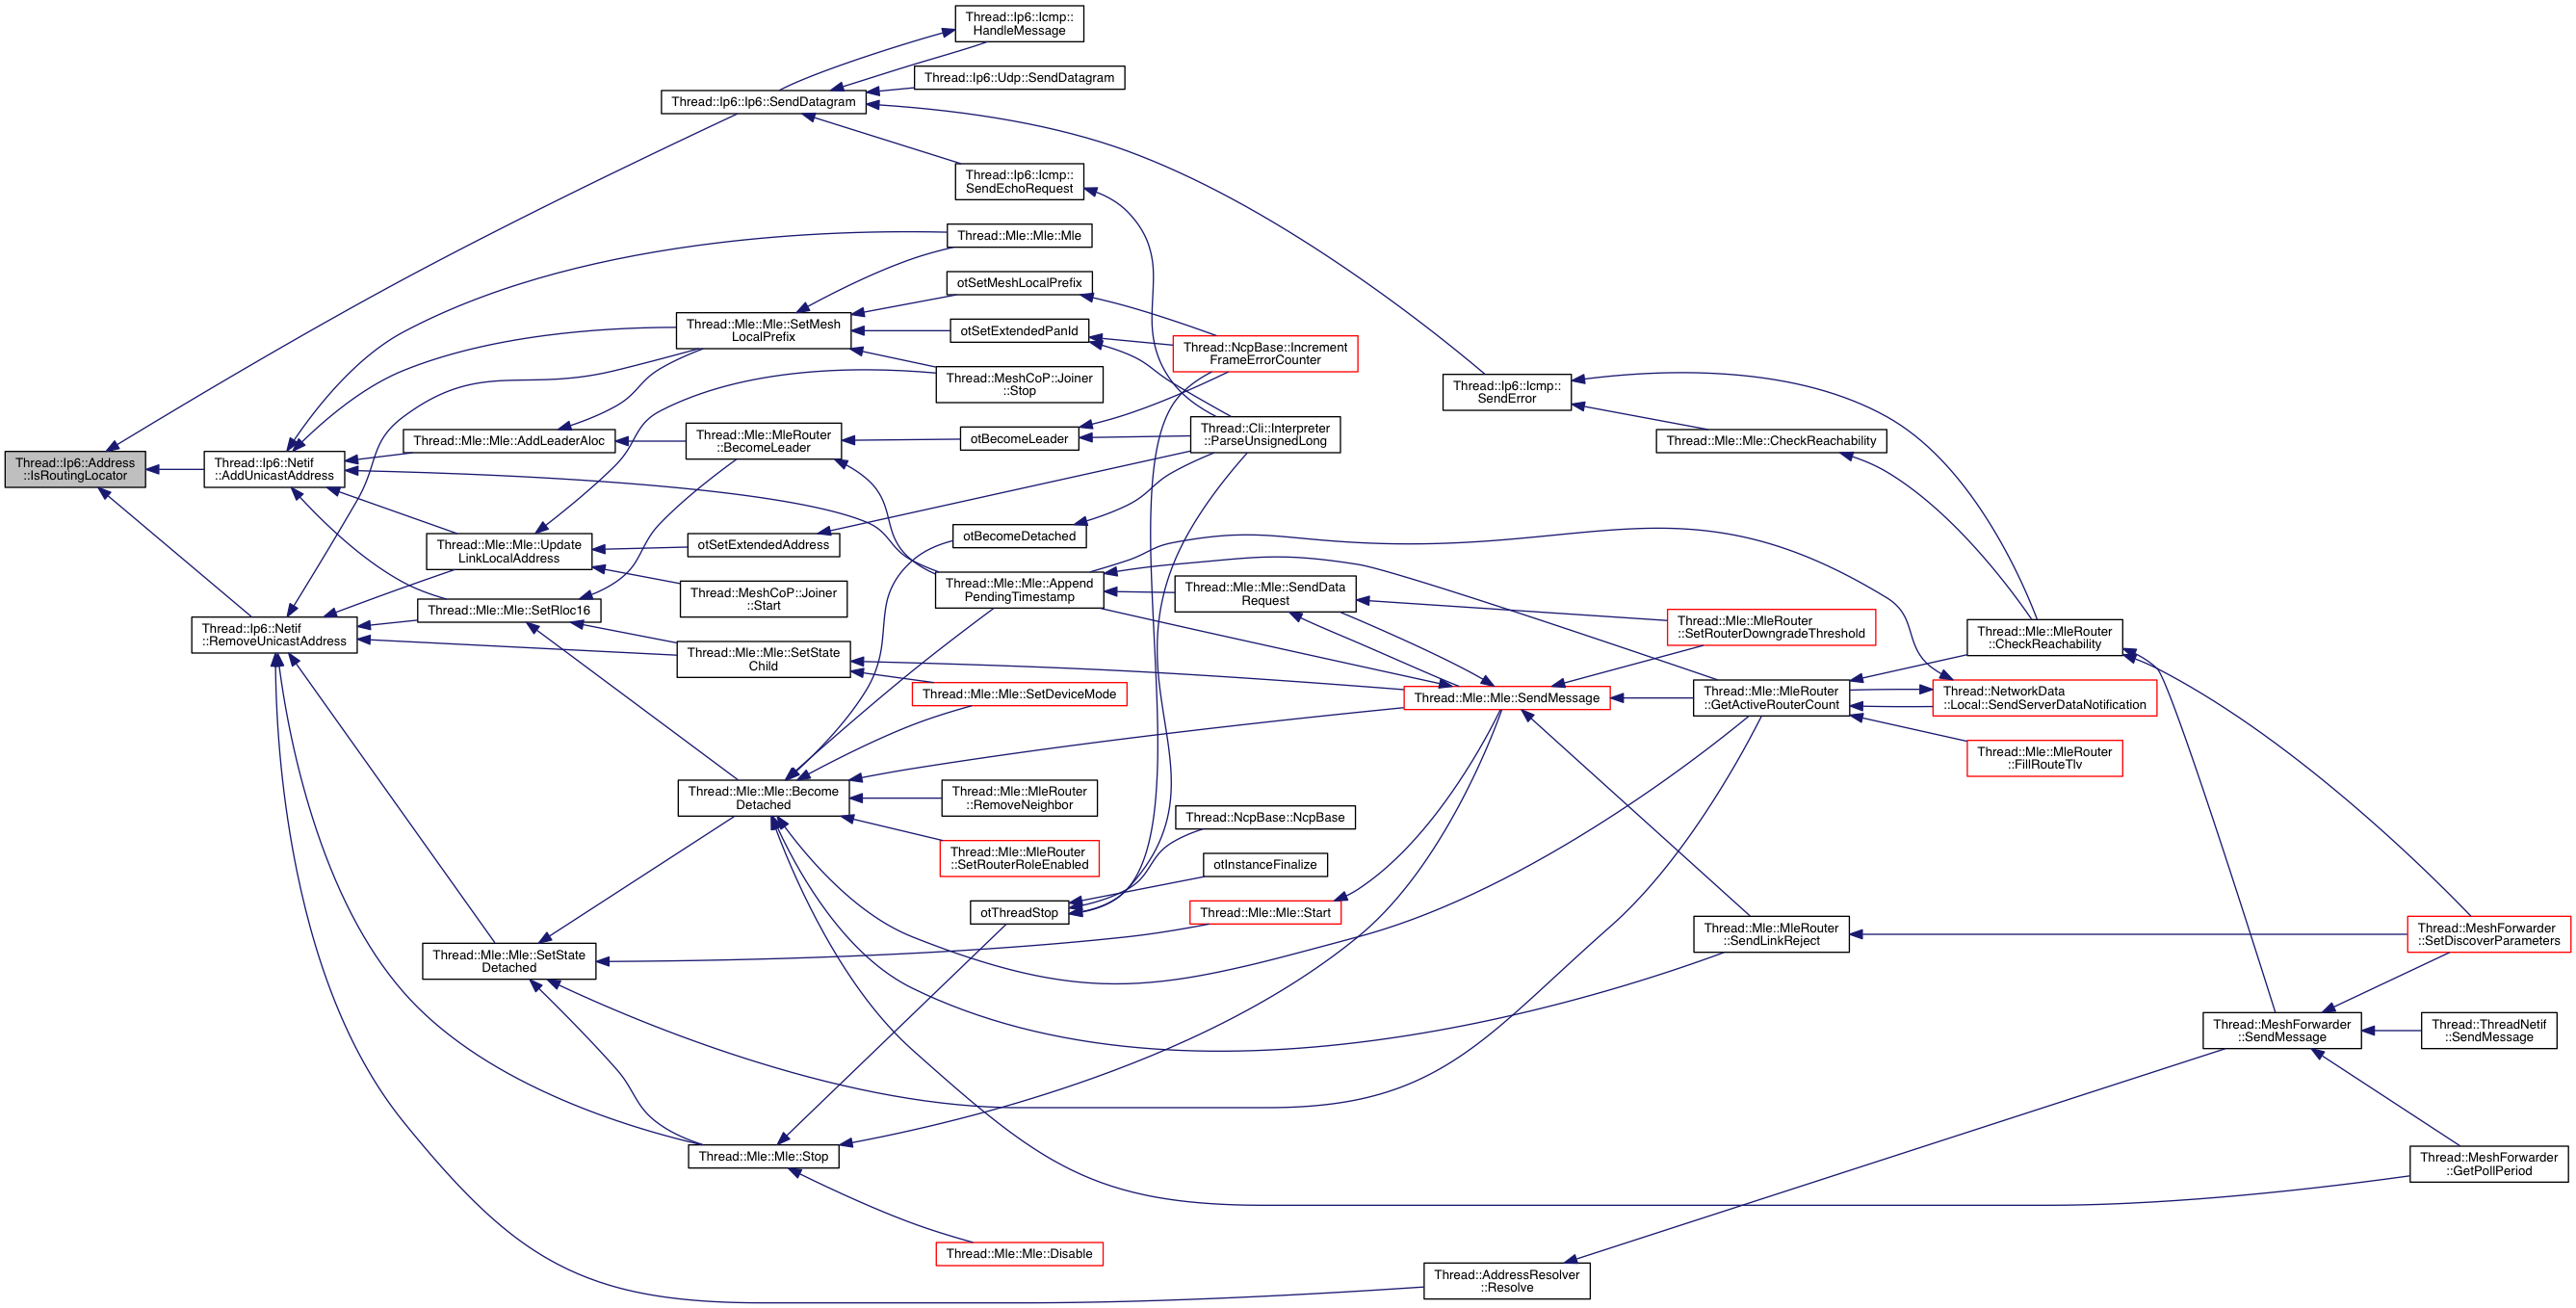 Thread::Ip6::Icmp::
HandleMessage
Thread::Ip6::Udp::SendDatagram
Thread::Ip6::Ip6::SendDatagram
Thread::Ip6::Icmp::
SendEchoRequest
Thread::Mle::Mle::Mle
otSetMeshLocalPrefix
Thread::Mle::Mle::SetMesh
LocalPrefix
otSetExtendedPanId
Thread::NcpBase::Increment
FrameErrorCounter
Thread::MeshCoP::Joiner
::Stop
Thread::Ip6::Icmp::
SendError
Thread::Mle::Mle::AddLeaderAloc
Thread::Mle::MleRouter
::BecomeLeader
otBecomeLeader
Thread::Cli::Interpreter
::ParseUnsignedLong
Thread::Mle::Mle::CheckReachability
Thread::Ip6::Address
::IsRoutingLocator
Thread::Ip6::Netif
::AddUnicastAddress
Thread::Mle::Mle::Update
LinkLocalAddress
otSetExtendedAddress
otBecomeDetached
Thread::MeshCoP::Joiner
::Start
Thread::Mle::Mle::Append
PendingTimestamp
Thread::Mle::Mle::SendData
Request
Thread::Mle::Mle::SetRloc16
Thread::Ip6::Netif
::RemoveUnicastAddress
Thread::Mle::MleRouter
::SetRouterDowngradeThreshold
Thread::Mle::MleRouter
::CheckReachability
Thread::Mle::Mle::SetState
Child
Thread::Mle::Mle::SetDeviceMode
Thread::Mle::Mle::SendMessage
Thread::Mle::MleRouter
::GetActiveRouterCount
Thread::NetworkData
::Local::SendServerDataNotification
Thread::Mle::MleRouter
::FillRouteTlv
Thread::Mle::Mle::Become
Detached
Thread::Mle::MleRouter
::RemoveNeighbor
Thread::NcpBase::NcpBase
Thread::Mle::MleRouter
::SetRouterRoleEnabled
otInstanceFinalize
otThreadStop
Thread::Mle::Mle::Start
Thread::Mle::MleRouter
::SendLinkReject
Thread::MeshForwarder
::SetDiscoverParameters
Thread::Mle::Mle::SetState
Detached
Thread::MeshForwarder
::SendMessage
Thread::ThreadNetif
::SendMessage
Thread::Mle::Mle::Stop
Thread::MeshForwarder
::GetPollPeriod
Thread::Mle::Mle::Disable
Thread::AddressResolver
::Resolve